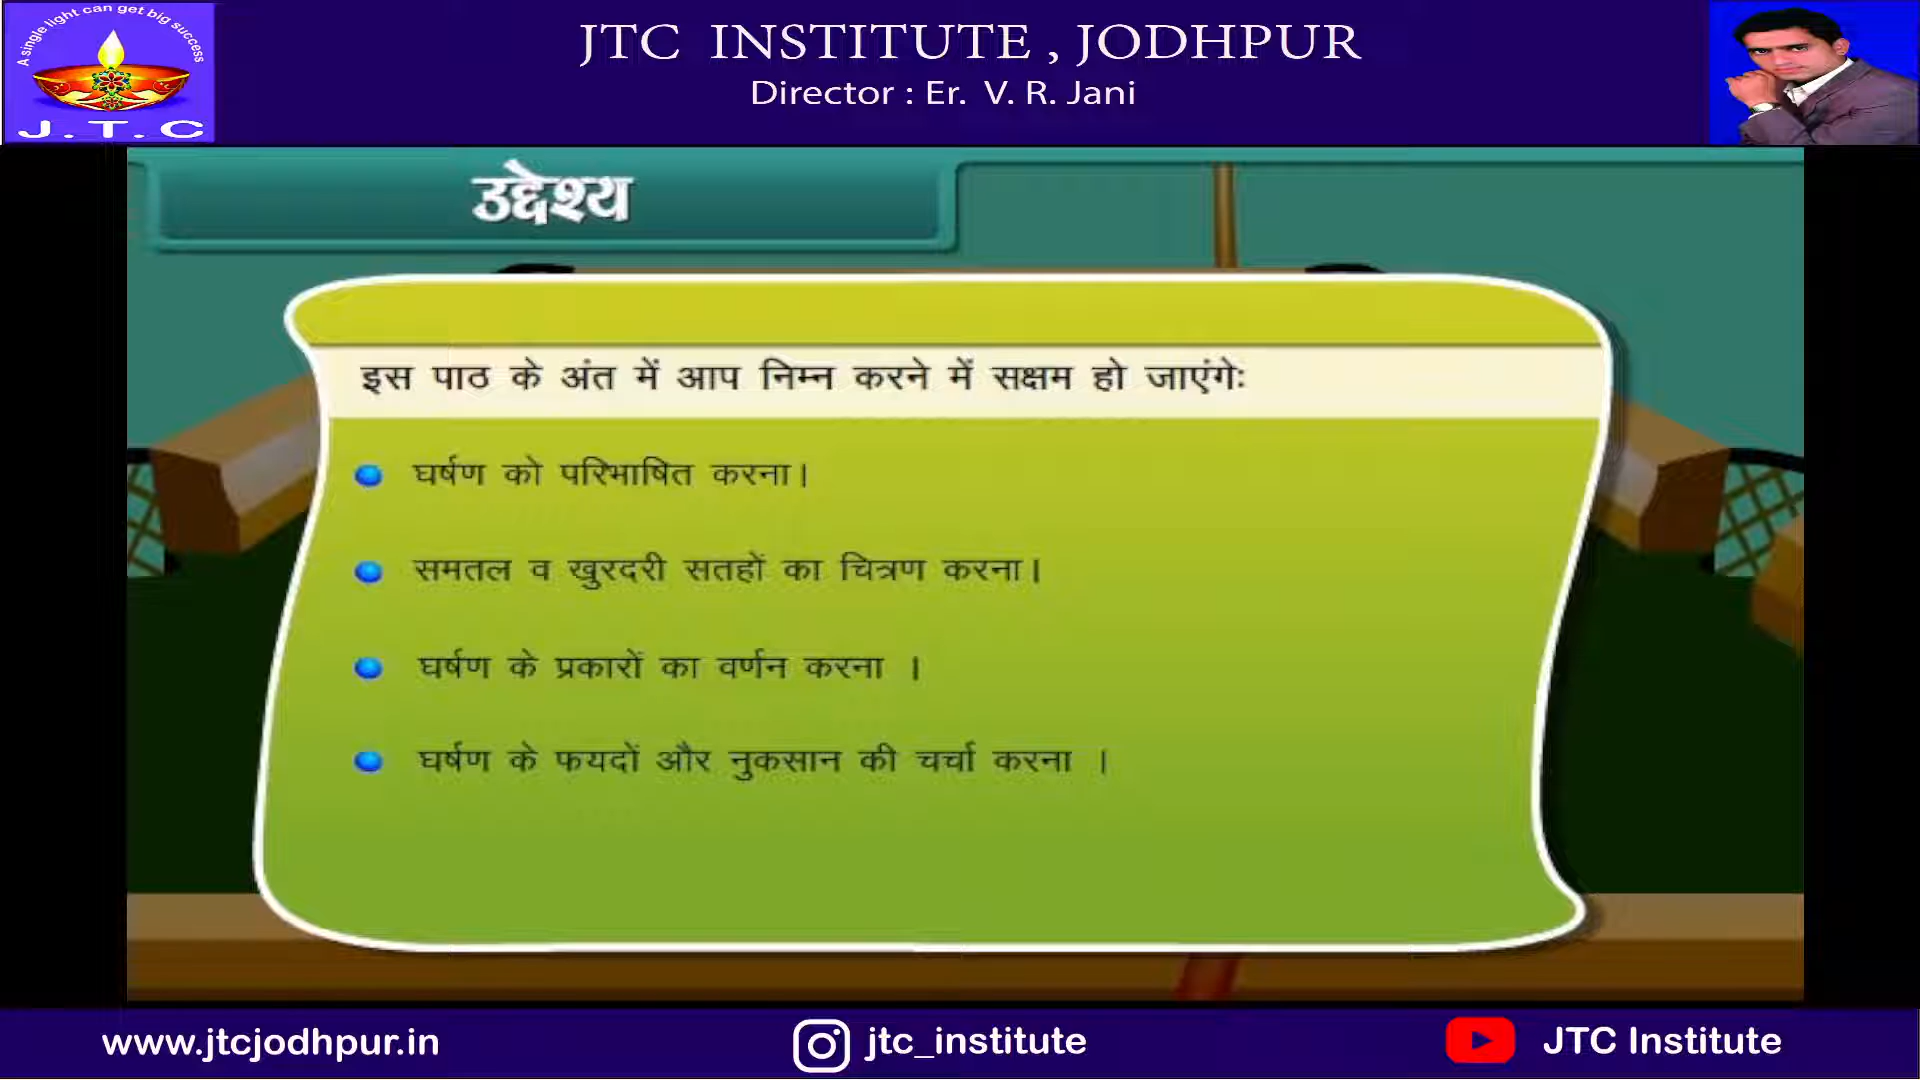 A single light can get big success
J.T.C
JTC INSTITUTE , JODHPUR
Director : Er. V. R. Jani
उद्देश्य
इस पाठ के अंत में आप निम्न करने में सक्षम हो जाएंगेः
घर्षण को परिभाषित करना।
समतल व खुरदरी सतहों का चित्रण करना।
घर्षण के प्रकारों का वर्णन करना ।
घर्षण के फयदों और नुकसान की चर्चा करना ।
www.jtcjodhpur.in
jtc_institute
JTC Institute